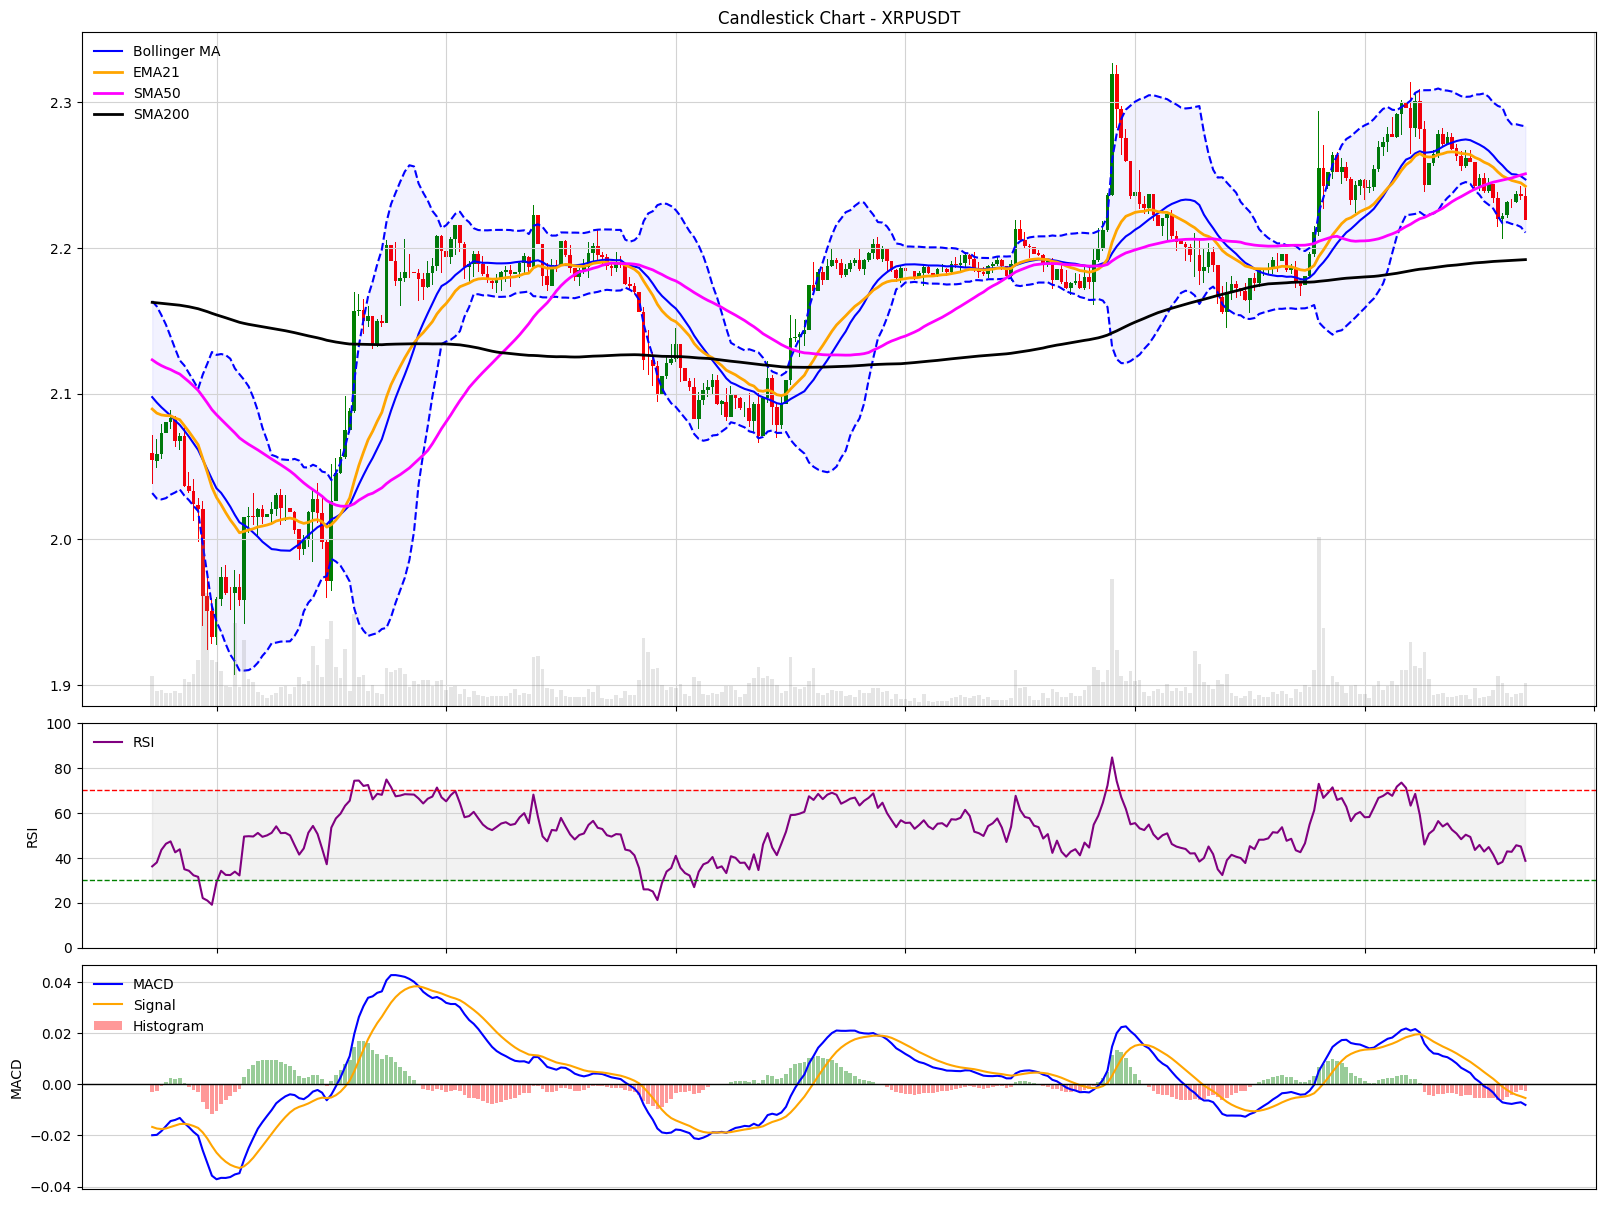 Candlestick Chart - XRPUSDT
Bollinger MA
EMA21
SMA50
SMA200
2.3
2.2
2.1
2.0
1.9
RSI
RSI
100
80
60
40
20
0
MACD
Signal
Histogram
MACD
0.04
0.02
0.00
−0.02
−0.04